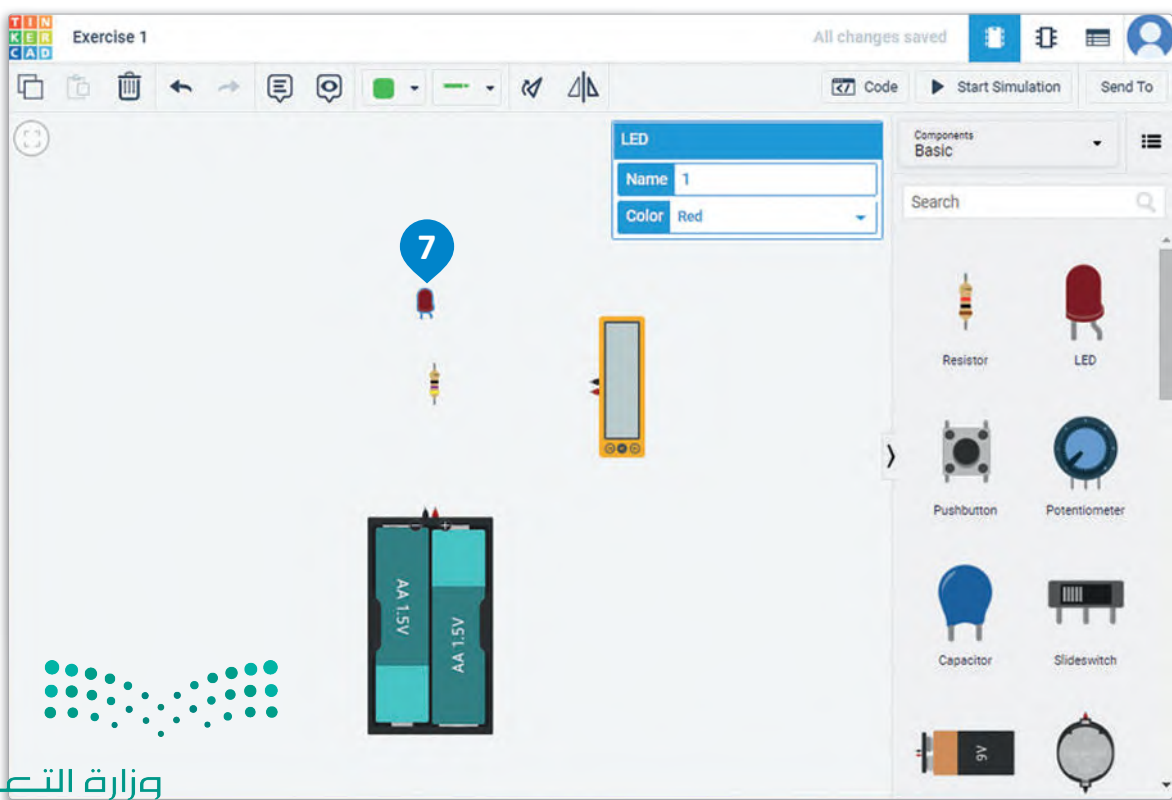 TIN
KER
CAD
Exercise 1
All changes saved
Code
Start Simulation
Send To
LED
Name 1
Color Red
Components
Basic
Search
7
Resistor
LED
Pushbutton
Potentiometer
AA 1.5V
AA 1.5V
Capacitor
Slideswitch
9V
وزارة التع